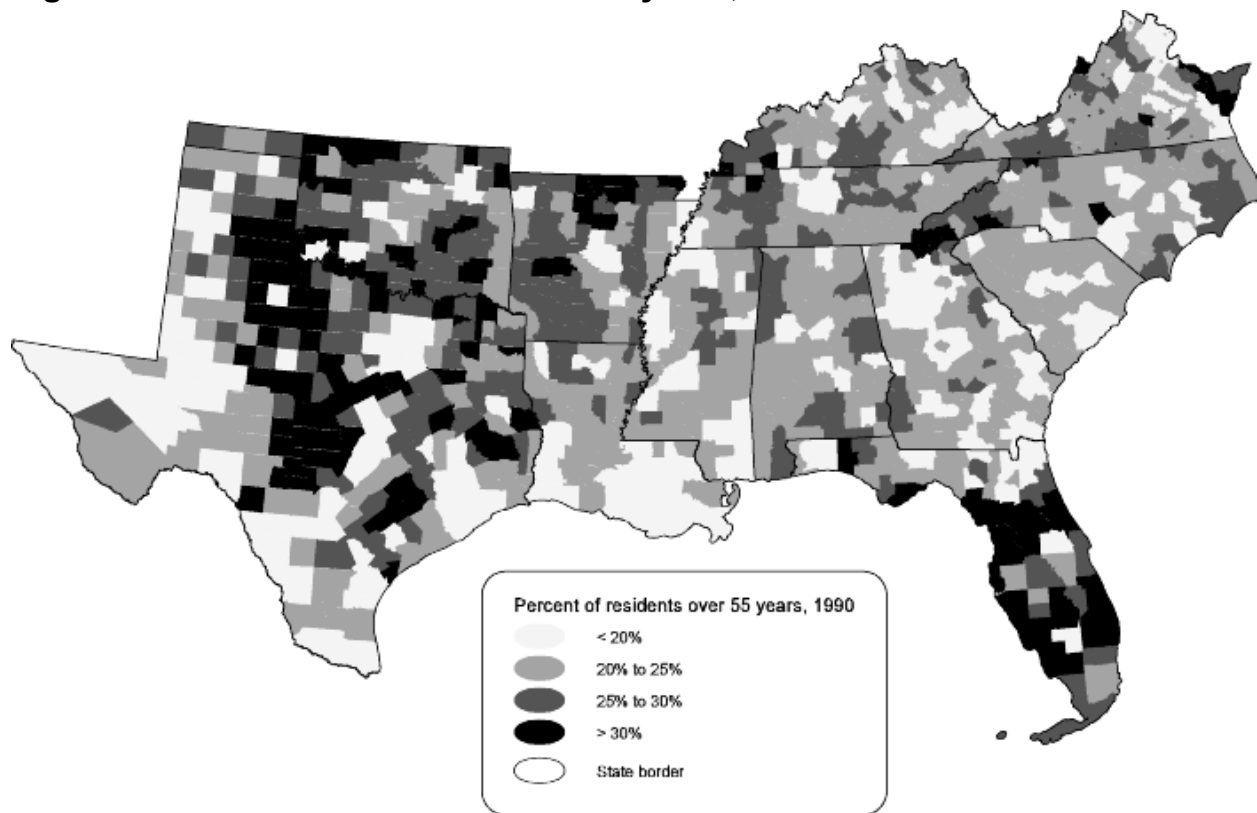 Percent of residents over 55 years, 1990
< 20%
20% to 25%
25% to 30%
> 30%
State border